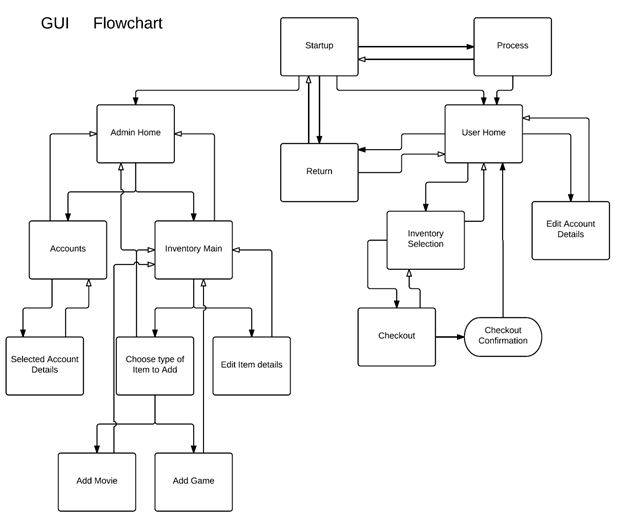 GUI Flowchart
Startup
Process
Admin Home
User Home
Return
Accounts
Inventory Main
Inventory
Selection
Edit Account
Details
Selected Account
Details
Choose type of
Item to Add
Edit Item details
Checkout
Checkout
Confirmation
Add Movie
Add Game